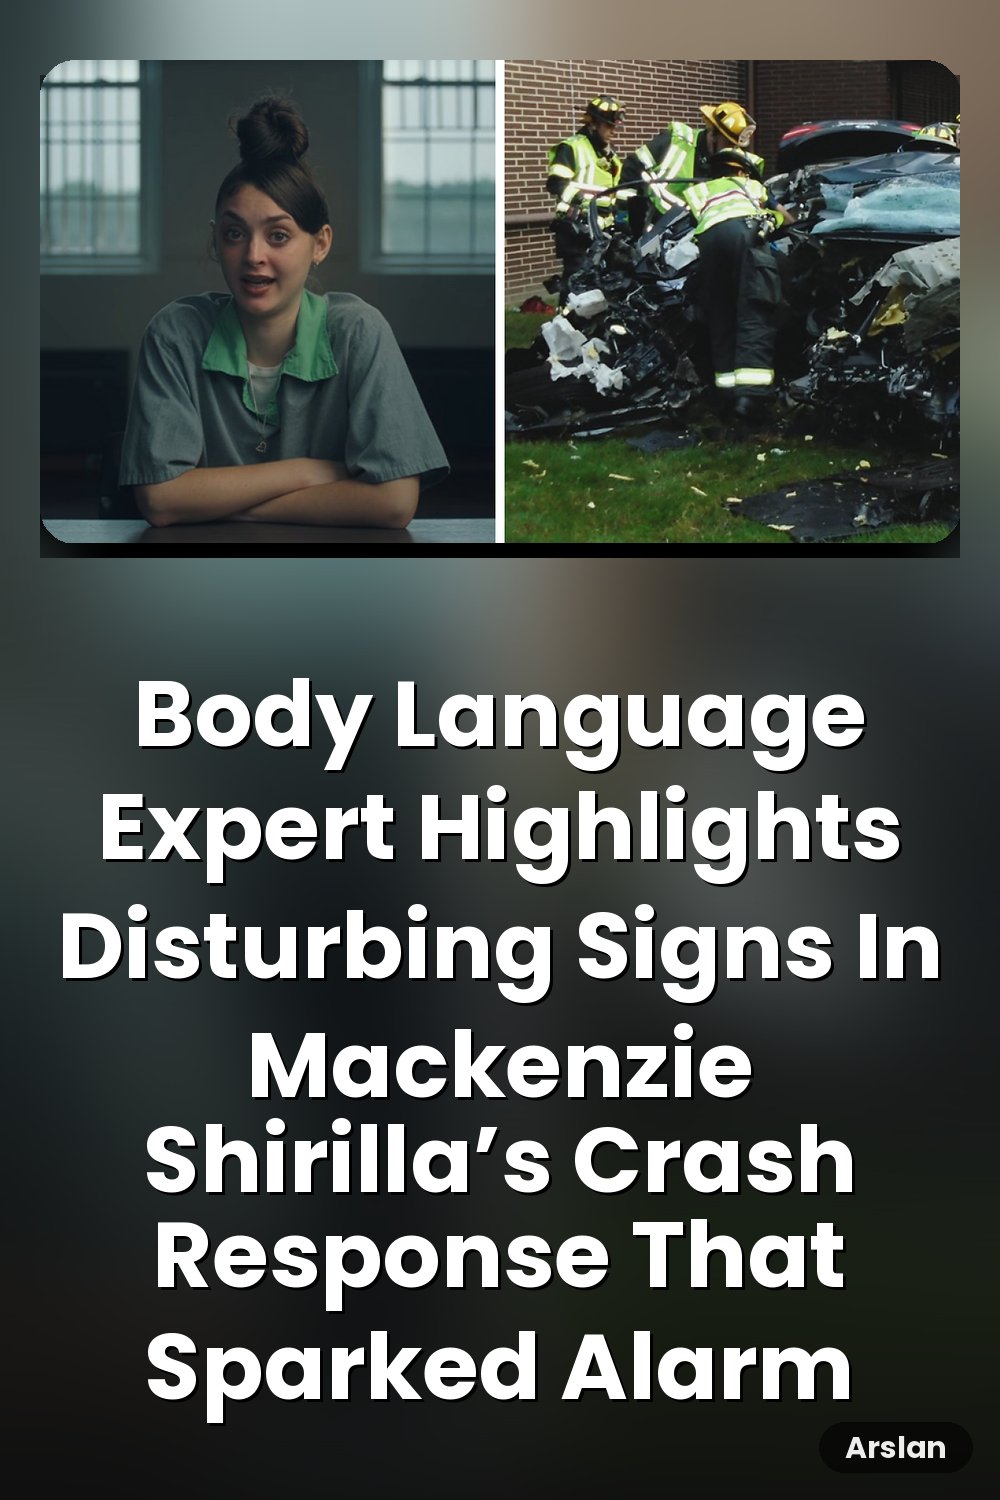 Body Language
Expert Highlights
Disturbing Signs In
Mackenzie
Shirilla’s Crash
Response That
Sparked Alarm
Arslan